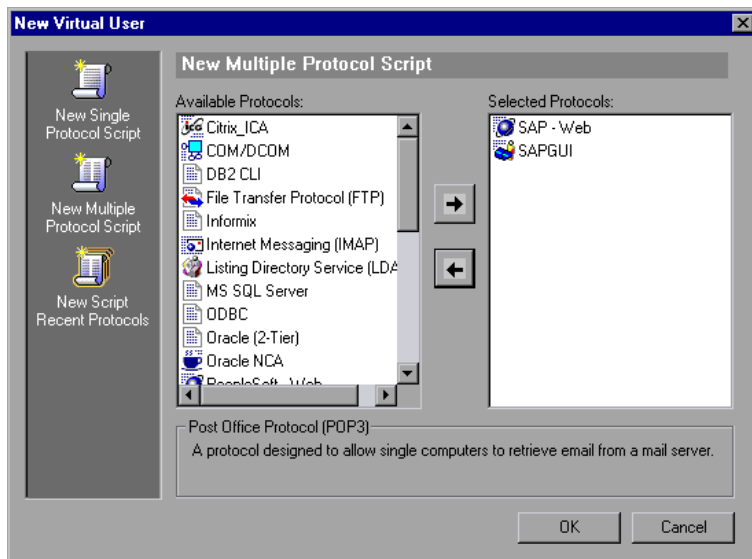 New Virtual User
New Single
Protocol Script
New Multiple
Protocol Script
New Script
Recent Protocols
New Multiple Protocol Script
Available Protocols:
Citrix_ICA
COM/DCOM
DB2 CLI
File Transfer Protocol (FTP)
Informix
Internet Messaging (IMAP)
Listing Directory Service (LDA
MS SQL Server
ODBC
Oracle (2-Tier)
Oracle NCA
PeopleSoft - Web
Selected Protocols:
SAP - Web
SAPGUI
Post Office Protocol (POP3)
A protocol designed to allow single computers to retrieve email from a mail server.
OK
Cancel